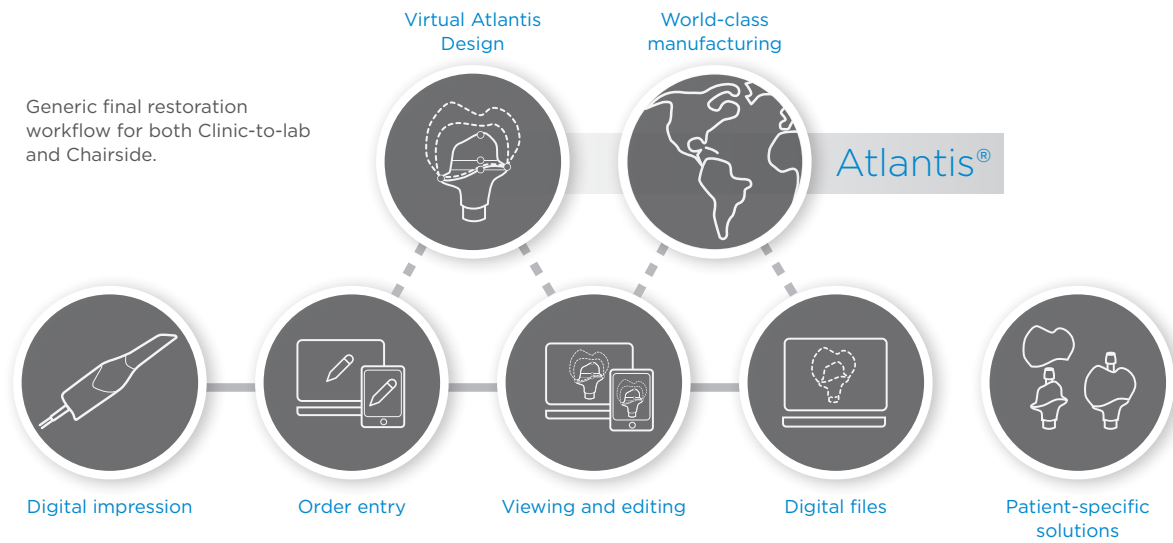 Virtual Atlantis
Design
World-class
manufacturing
Generic final restoration
workflow for both Clinic-to-lab
and Chairside.
Atlantis®
Digital impression
Order entry
Viewing and editing
Digital files
Patient-specific
solutions